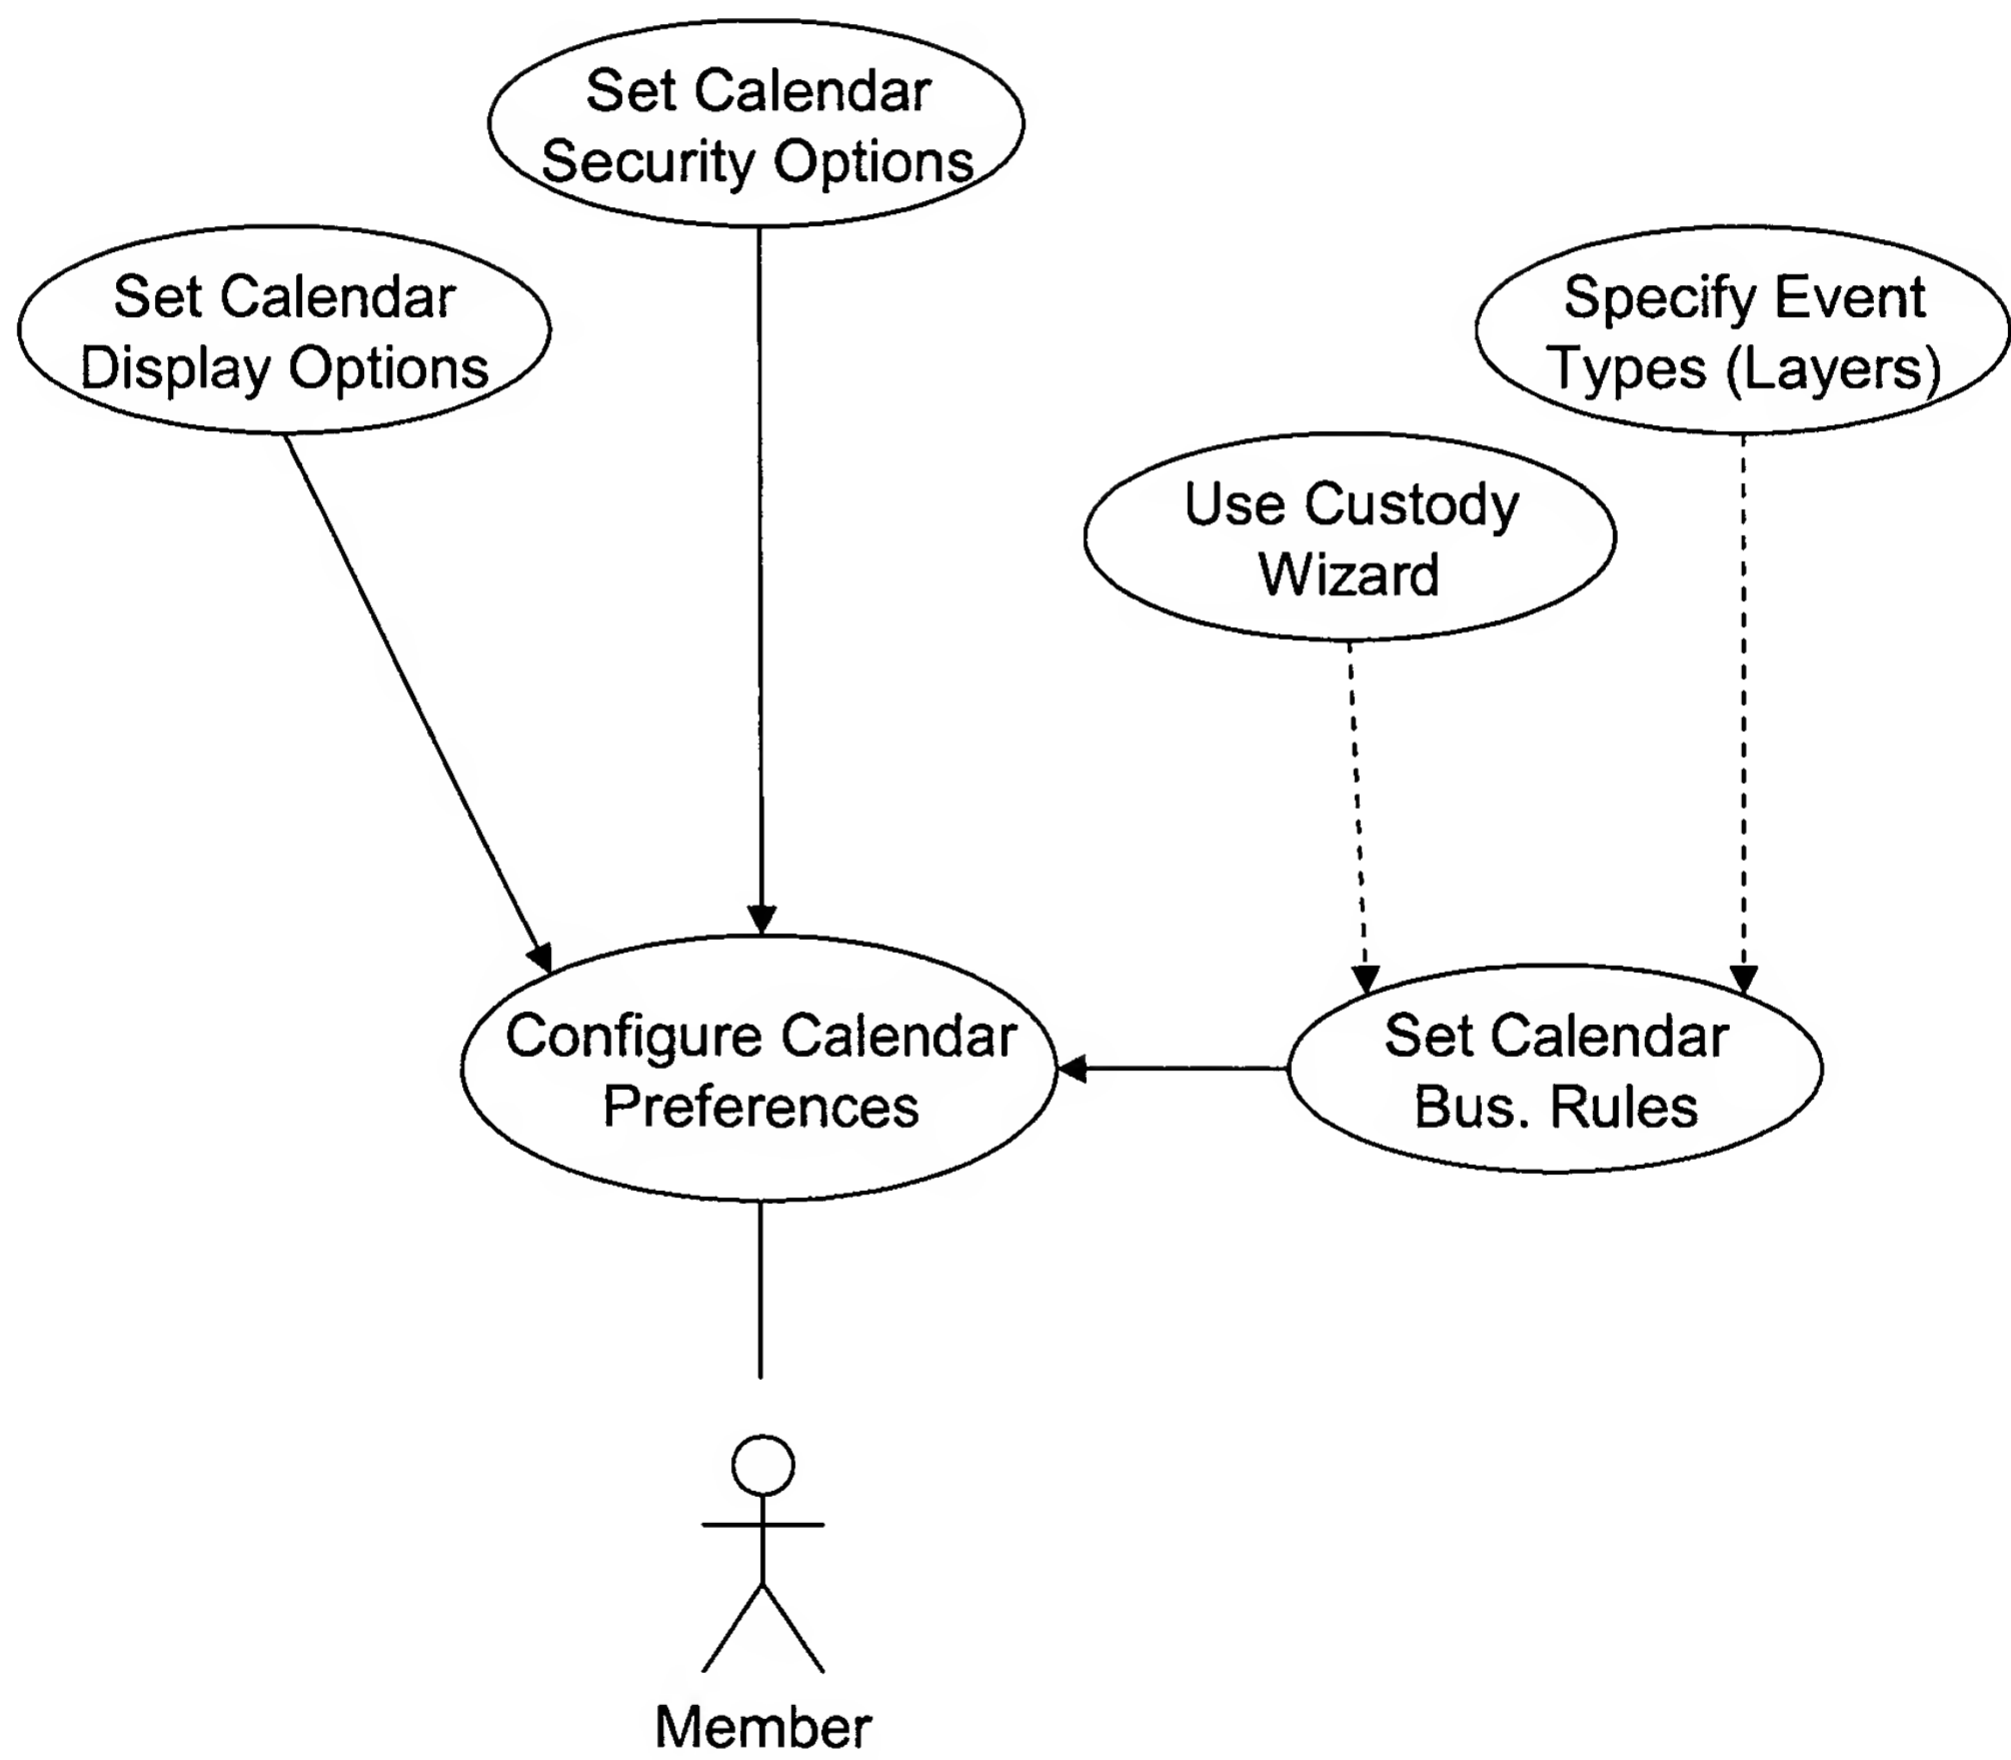 Set Calendar
Security Options
Set Calendar
Display Options
Specify Event
Types (Layers)
Use Custody
Wizard
Configure Calendar
Preferences
Set Calendar
Bus. Rules
Member